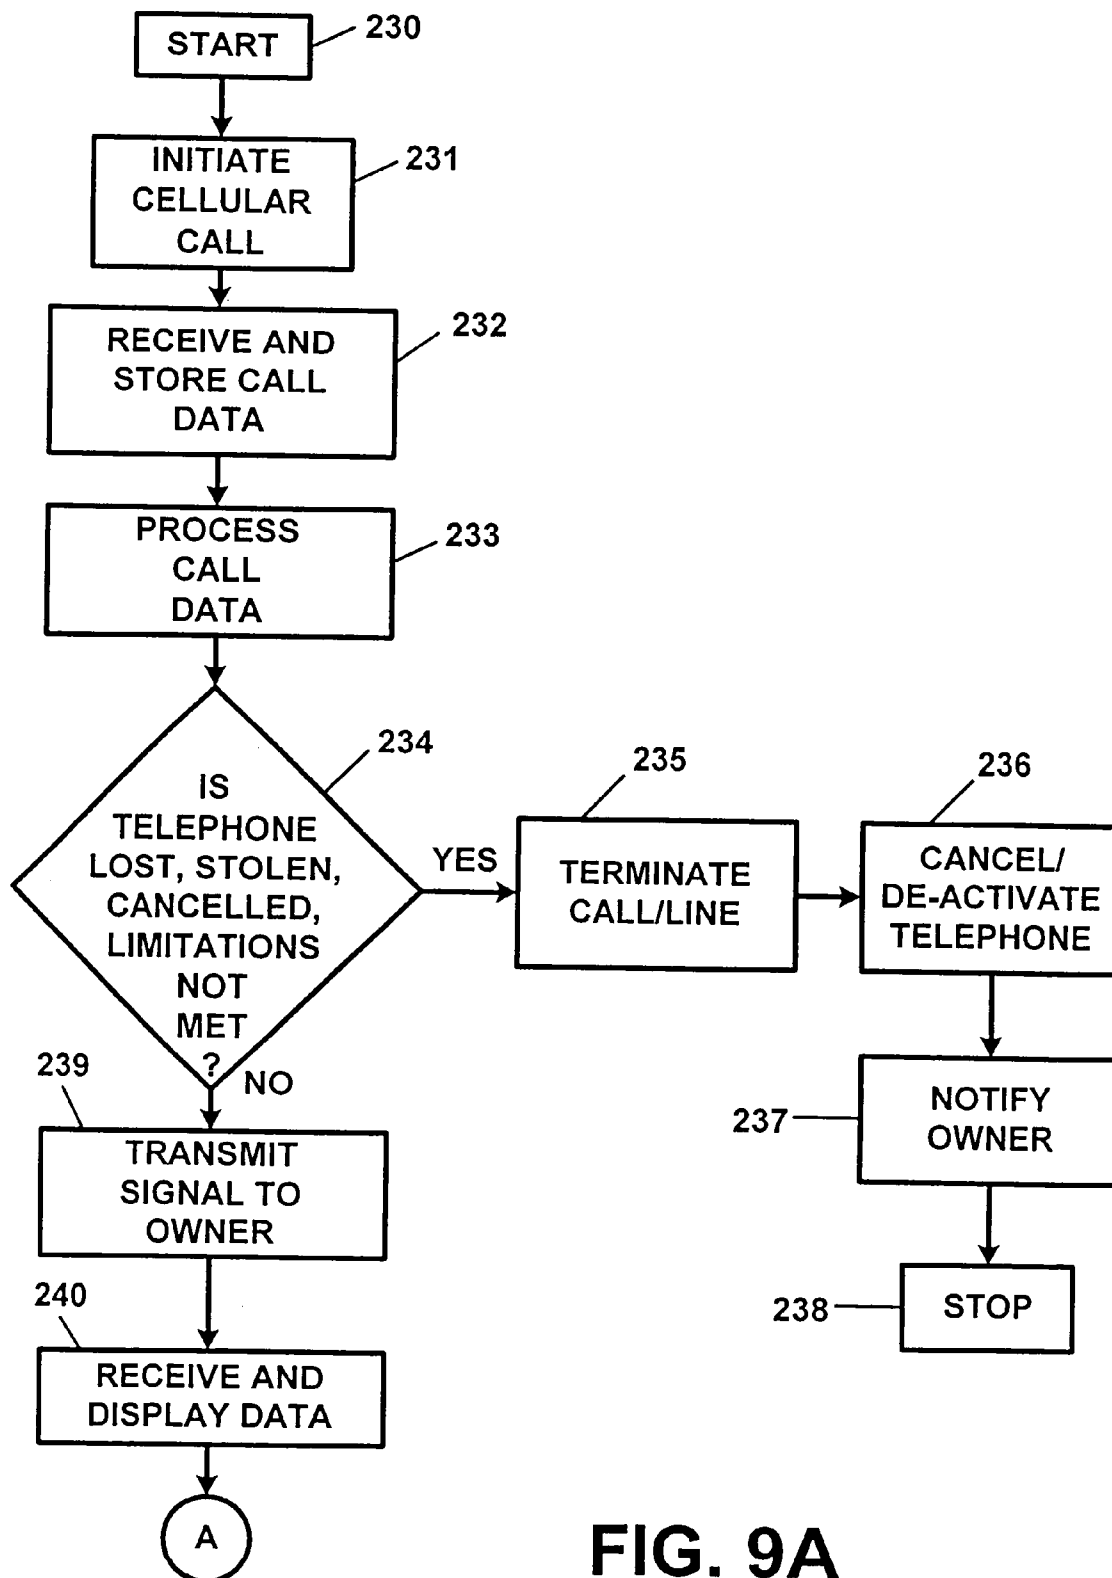 START
230
INITIATE
CELLULAR
CALL
231
RECEIVE AND
STORE CALL
DATA
232
PROCESS
CALL
DATA
233
IS
TELEPHONE
LOST, STOLEN,
CANCELLED,
LIMITATIONS
NOT
MET
?
234
YES
TERMINATE
CALL/LINE
235
CANCEL/
DE-ACTIVATE
TELEPHONE
236
NOTIFY
OWNER
237
STOP
238
NO
239
TRANSMIT
SIGNAL TO
OWNER
240
RECEIVE AND
DISPLAY DATA
A
FIG. 9A